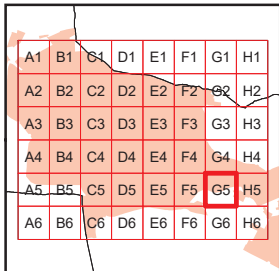 A1 B1 C1 D1 E1 F1 G1 H1
A2 B2 C2 D2 E2 F2 G2 H2
A3 B3 C3 D3 E3 F3 G3 H3
A4 B4 C4 D4 E4 F4 G4 H4
A5 B5 C5 D5 E5 F5 G5 H5
A6 B6 C6 D6 E6 F6 G6 H6